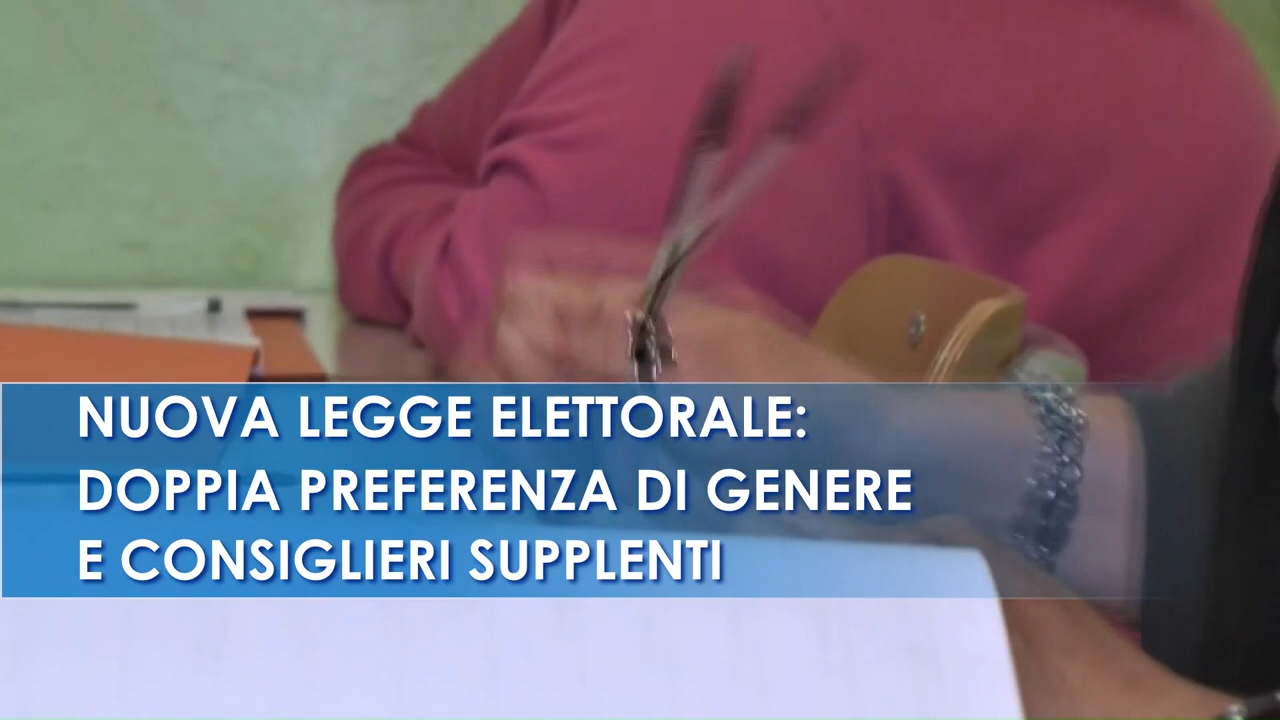 NUOVA LEGGE ELETTORALE:
DOPPIA PREFERENZA DI GENERE
E CONSIGLIERI SUPPLENTI